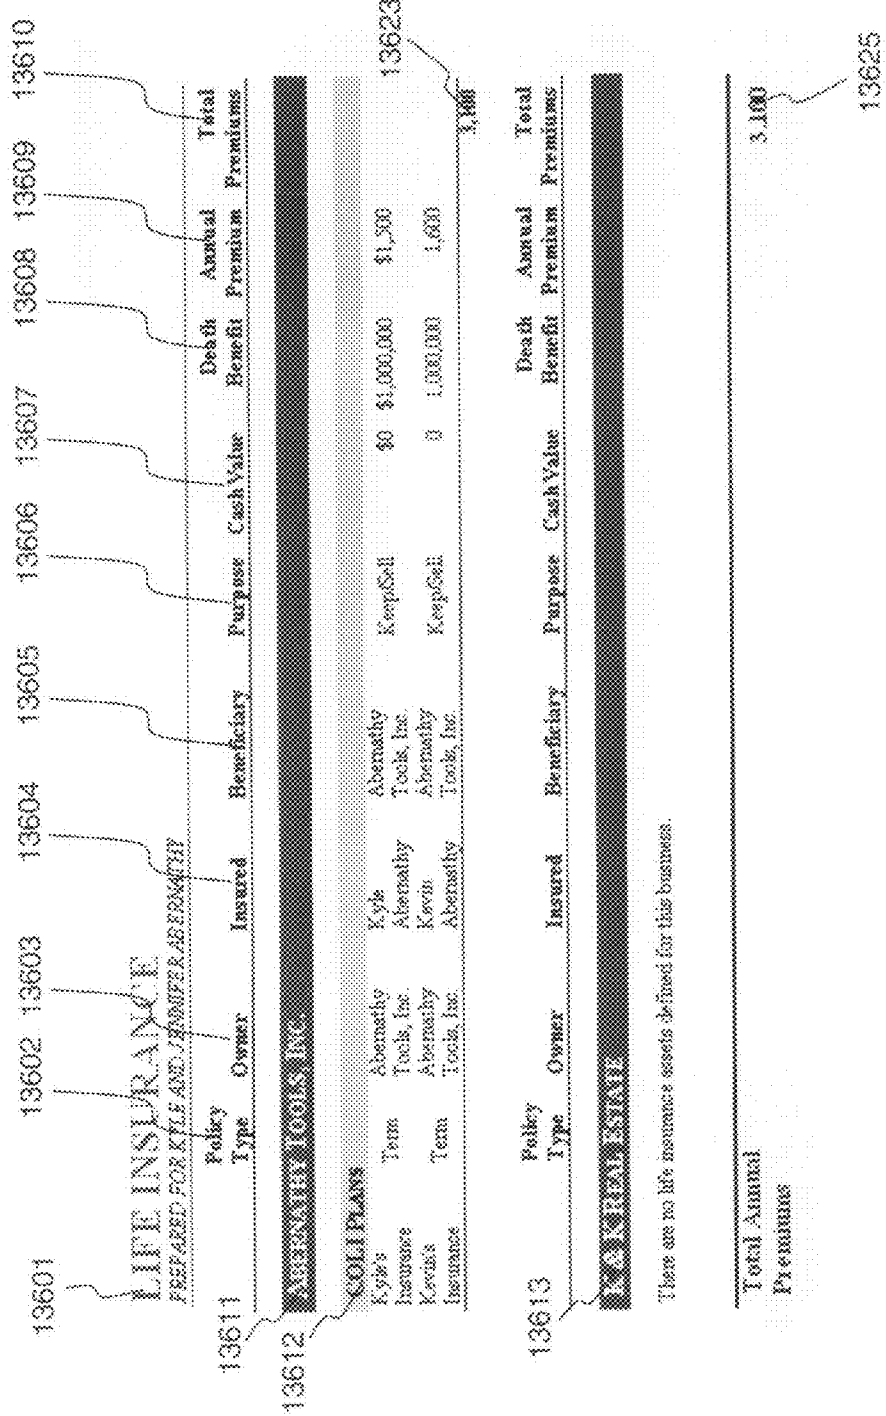 13601 13602 13603 13604 13605 13606 13607 13608 13609 13610
LIFE INSURANCE
PREPARED FOR KYLE AND JENNIFER ABERNATHY
Policy Death Annual Total
Type Owner Insured Beneficiary Purpose Cash Value Benefit Premium Premiums
13611
ABERNATHY TOOLS, INC.
13612
COLI PLANS
Kyle's Term Abernathy Kyle Abernathy Keep/Sell $0 $1,000,000 $1,500
Insurance Tools, Inc. Abernathy Tools, Inc.
Kevin's Term Abernathy Kevin Abernathy Keep/Sell 0 1,000,000 1,600
Insurance Tools, Inc. Abernathy Tools, Inc.
13623
3,100
Policy Death Annual Total
Type Owner Insured Beneficiary Purpose Cash Value Benefit Premium Premiums
13613
REAL ESTATE
There are no life insurance assets defined for this business.
Total Annual 3,100
Premiums
13625